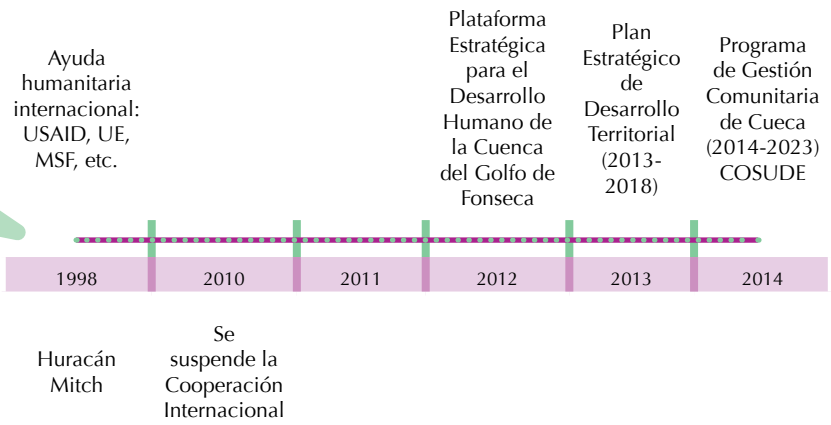 Ayuda
humanitaria
internacional:
USAID, UE,
MSF, etc.
Plataforma
Estratégica
para el
Desarrollo
Humano de
la Cuenca
del Golfo de
Fonseca
Plan
Estratégico
de
Desarrollo
Territorial
(2013-
2018)
Programa
de Gestión
Comunitaria
de Cueca
(2014-2023)
COSUDE
1998
2010
2011
2012
2013
2014
Huracán
Mitch
Se
suspende la
Cooperación
Internacional